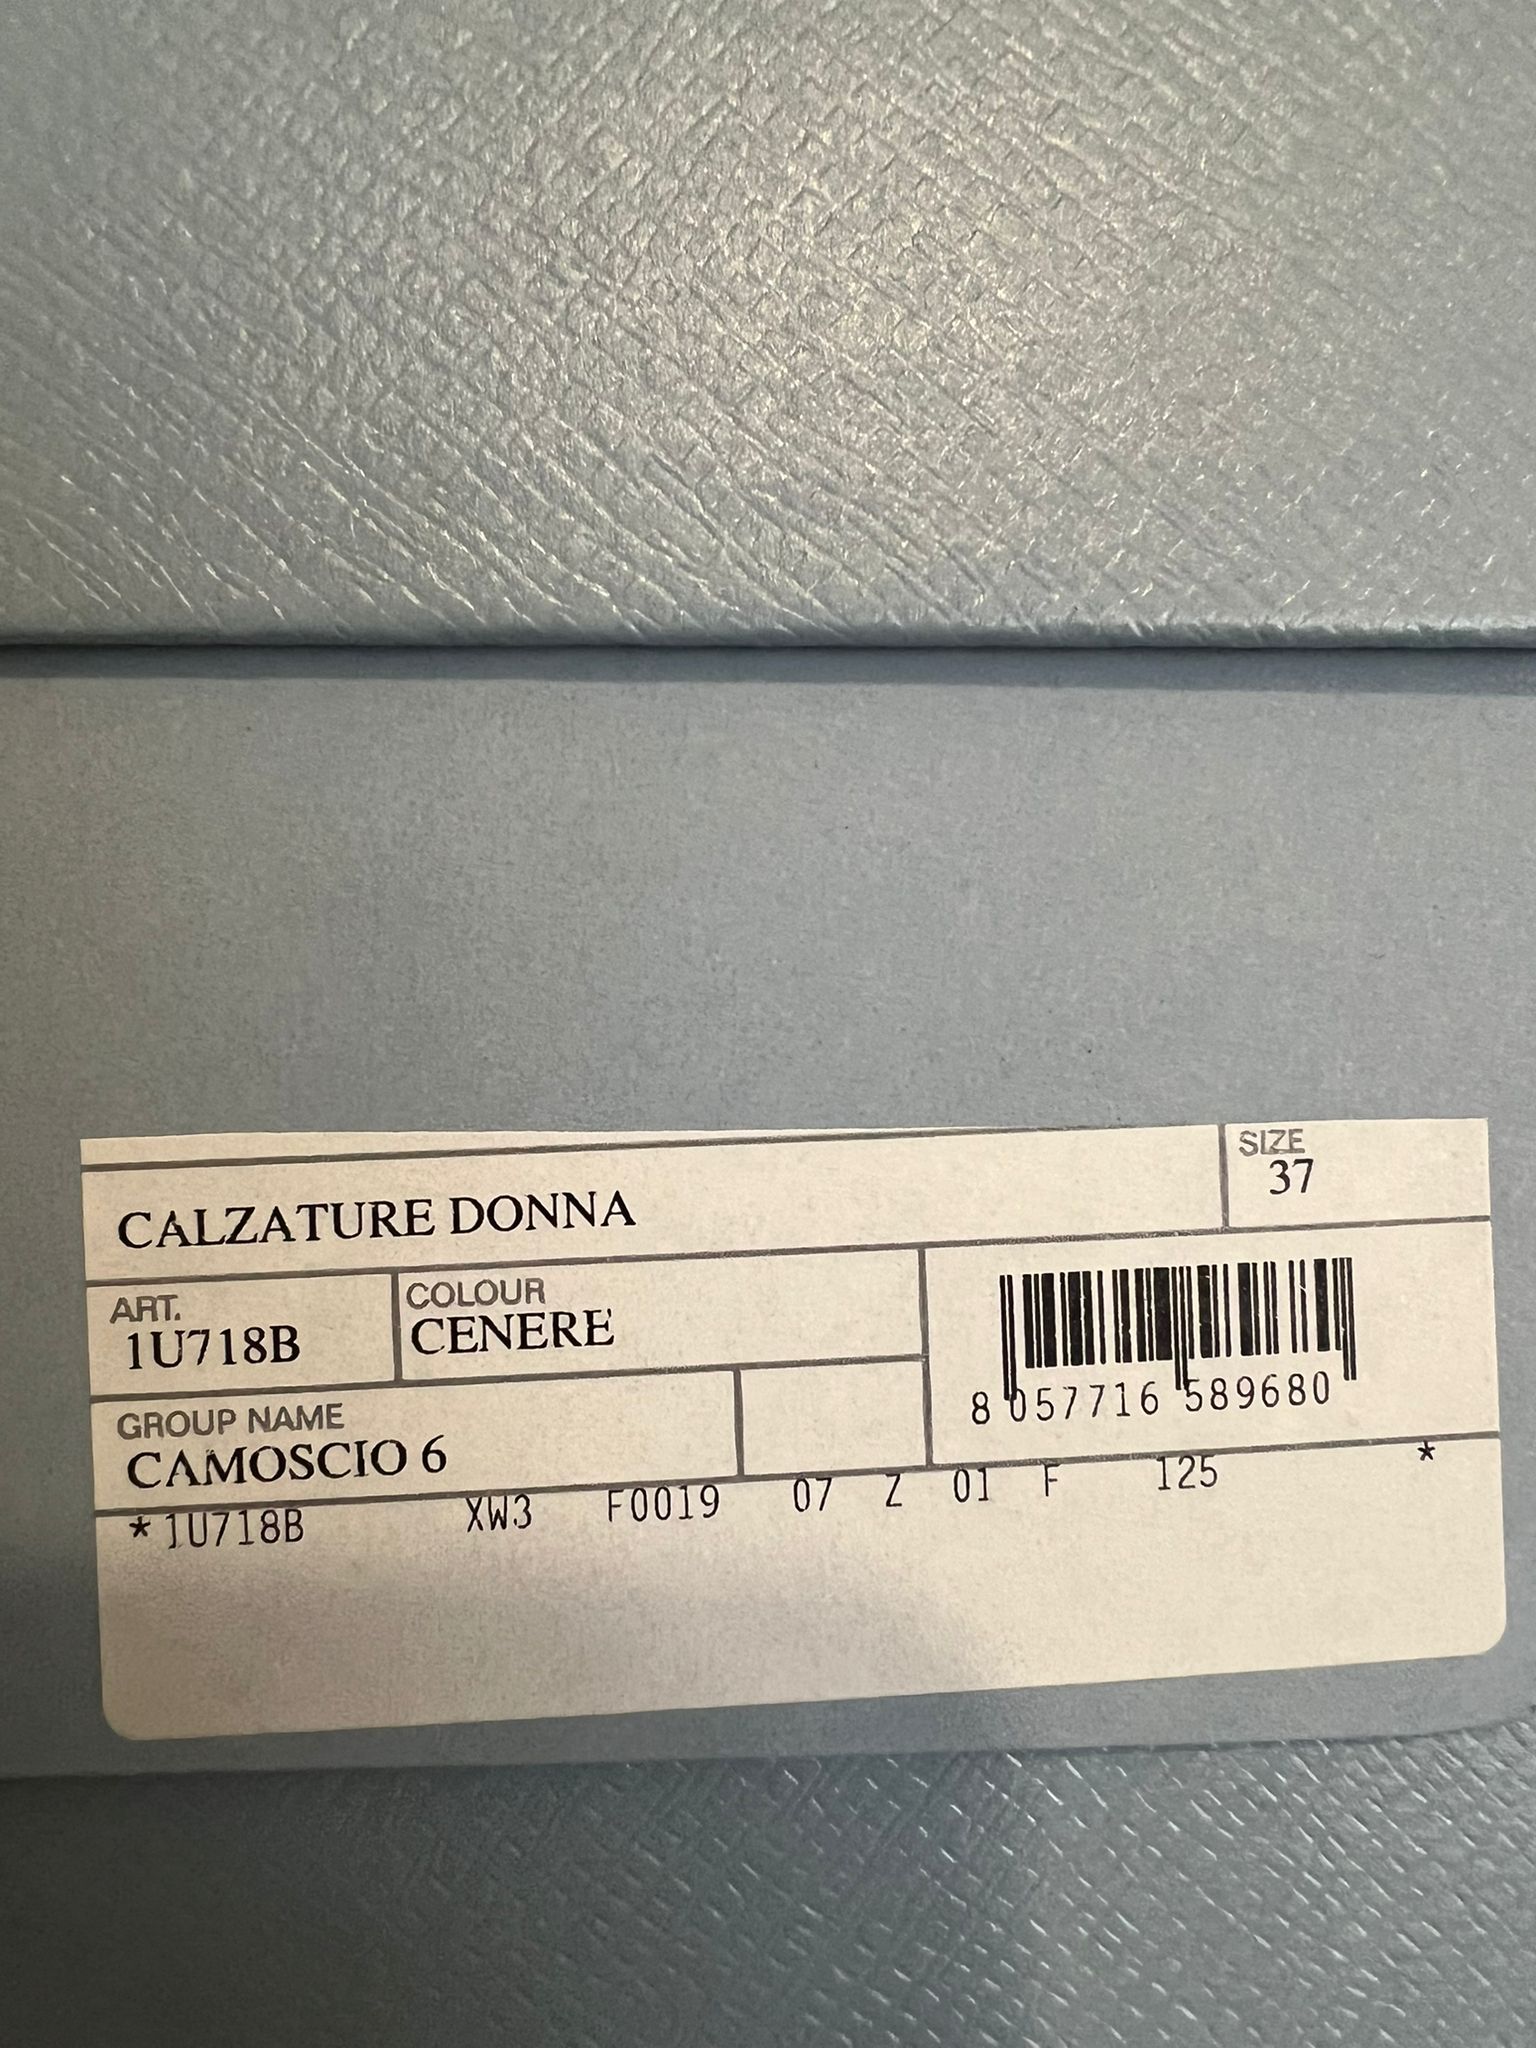 SIZE
37
CALZATURE DONNA
ART.
1U718B
COLOUR
CENERE
GROUP NAME
CAMOSCIO 6
8 057716 589680
* 1U718B XW3 F0019 07 Z 01 F 125 *